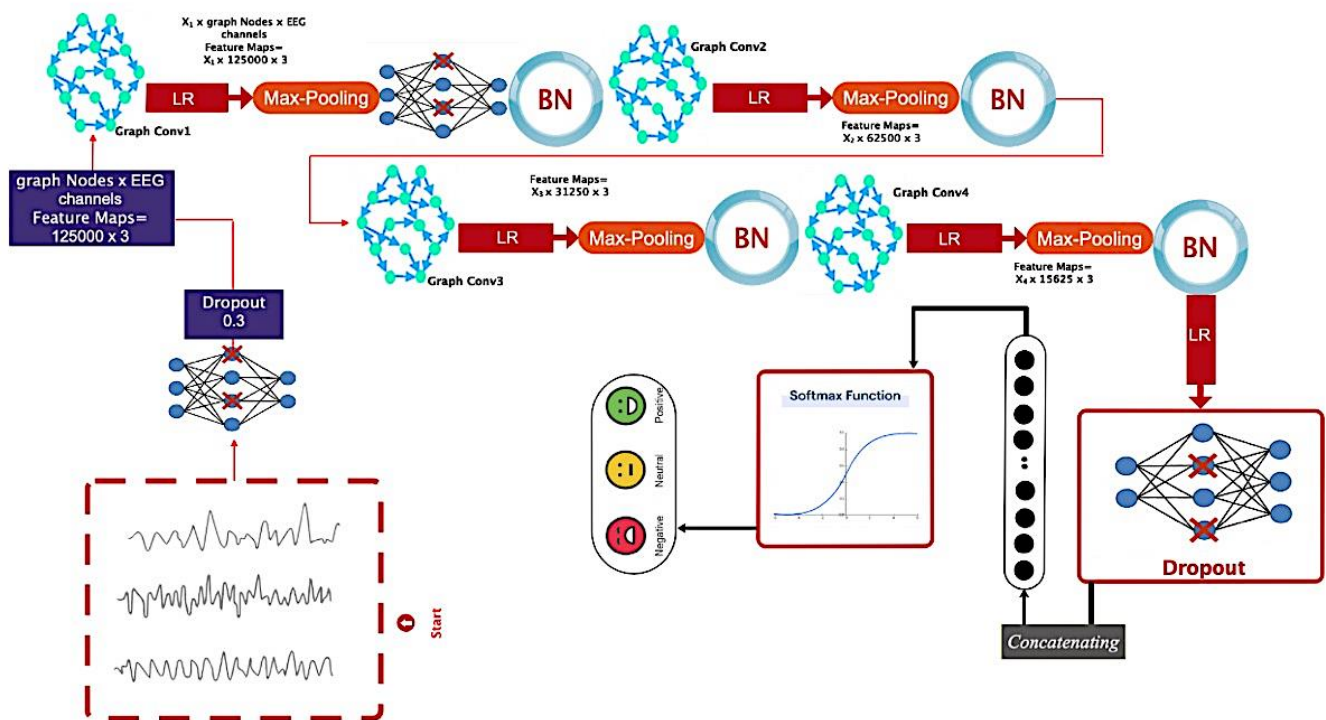 X₁ x graph Nodes x EEG
channels
Feature Maps=
X₁ x 125000 x 3
Graph Conv1
LR
Max-Pooling
BN
Graph Conv2
LR
Max-Pooling
Feature Maps=
X₂ x 62500 x 3
BN
graph Nodes x EEG
channels
Feature Maps=
125000 x 3
Dropout
0.3
Start
Graph Conv3
LR
Feature Maps=
X₃ x 31250 x 3
Max-Pooling
BN
Graph Conv4
LR
Max-Pooling
Feature Maps=
X₄ x 15625 x 3
BN
LR
Dropout
Concatenating
Softmax Function
Positive
Neutral
Negative